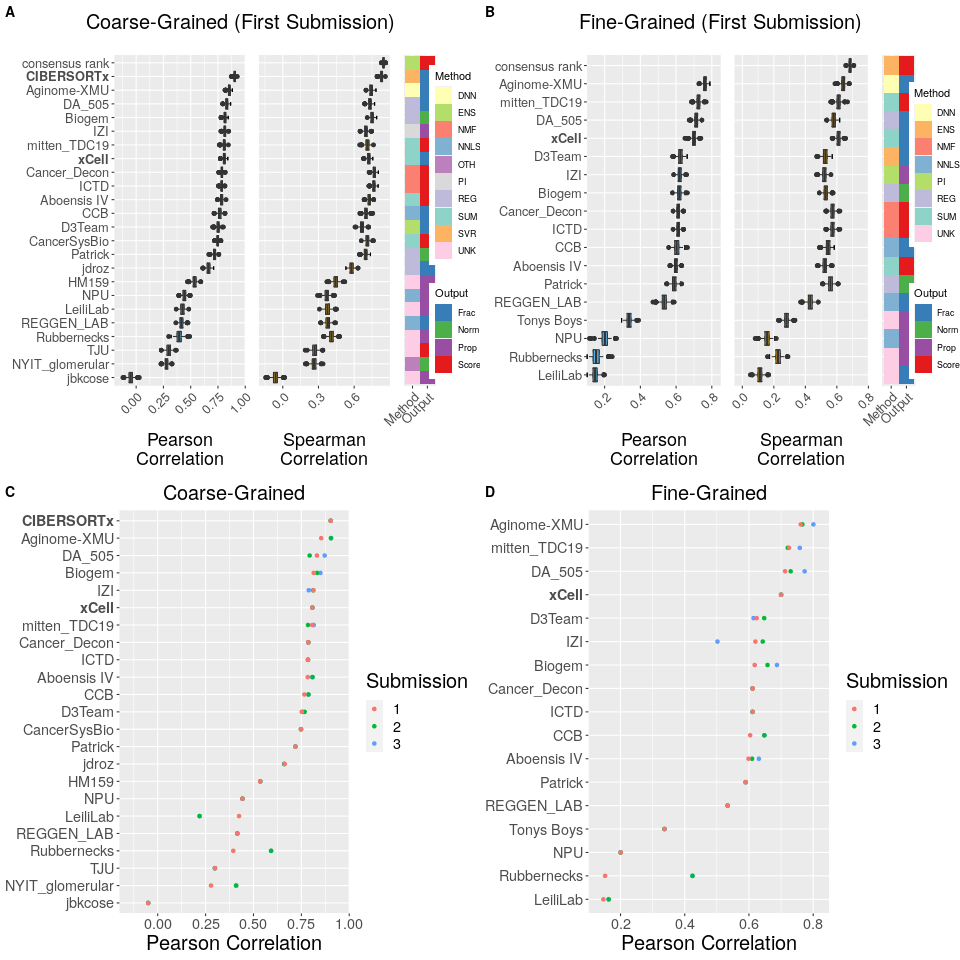 A
Coarse-Grained (First Submission)
consensus rank
CIBERSORTx
Aginome-XMU
DA_505
Biogem
IZI
mitten_TDC19
xCell
Cancer_Decon
ICTD
Aboensis IV
CCB
D3Team
CancerSysBio
Patrick
jdroz
HM159
NPU
LeiliLab
REGGEN_LAB
Rubbernecks
TJU
NYIT_glomerular
jbkcose
0.00 0.25 0.50 0.75 1.00
0.0 0.3 0.6
Method Output
Pearson
Correlation
Spearman
Correlation
Method
DNN
ENS
NMF
NNLS
OTH
PI
REG
SUM
SVR
UNK
Output
Frac
Norm
Prop
Score
B
Fine-Grained (First Submission)
consensus rank
Aginome-XMU
mitten_TDC19
DA_505
xCell
D3Team
IZI
Biogem
Cancer_Decon
ICTD
CCB
Aboensis IV
Patrick
REGGEN_LAB
Tonys Boys
NPU
Rubbernecks
LeiliLab
0.2 0.4 0.6 0.8
0.0 0.2 0.4 0.6 0.8
Method Output
Pearson
Correlation
Spearman
Correlation
Method
DNN
ENS
NMF
NNLS
PI
REG
SUM
UNK
Output
Frac
Norm
Prop
Score
C
Coarse-Grained
CIBERSORTx
Aginome-XMU
DA_505
Biogem
IZI
xCell
mitten_TDC19
Cancer_Decon
ICTD
Aboensis IV
CCB
D3Team
CancerSysBio
Patrick
jdroz
HM159
NPU
LeiliLab
REGGEN_LAB
Rubbernecks
TJU
NYIT_glomerular
jbkcose
0.00 0.25 0.50 0.75 1.00
Pearson Correlation
Submission
1
2
3
D
Fine-Grained
Aginome-XMU
mitten_TDC19
DA_505
xCell
D3Team
IZI
Biogem
Cancer_Decon
ICTD
CCB
Aboensis IV
Patrick
REGGEN_LAB
Tonys Boys
NPU
Rubbernecks
LeiliLab
0.2 0.4 0.6 0.8
Pearson Correlation
Submission
1
2
3